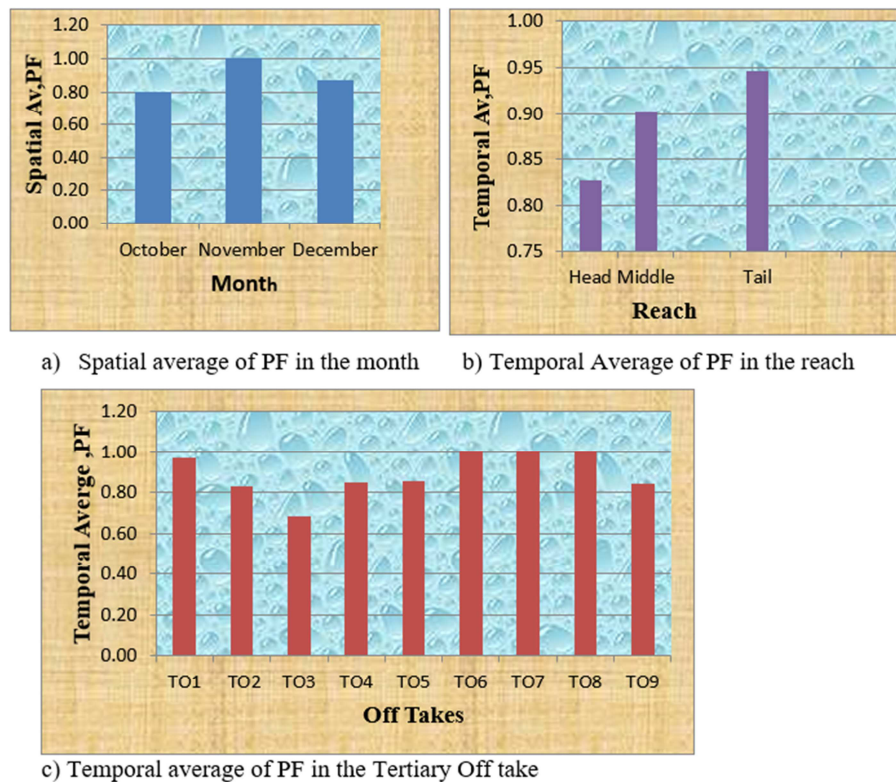 Spatial Av,PF
1.20
1.00
0.80
0.60
0.40
0.20
0.00
October November December
Month
Temporal Av,PF
1.00
0.95
0.90
0.85
0.80
0.75
Head Middle Tail
Reach
a) Spatial average of PF in the month
b) Temporal Average of PF in the reach
Temporal Averge ,PF
1.20
1.00
0.80
0.60
0.40
0.20
0.00
TO1 TO2 TO3 TO4 TO5 TO6 TO7 TO8 TO9
Off Takes
c) Temporal average of PF in the Tertiary Off take